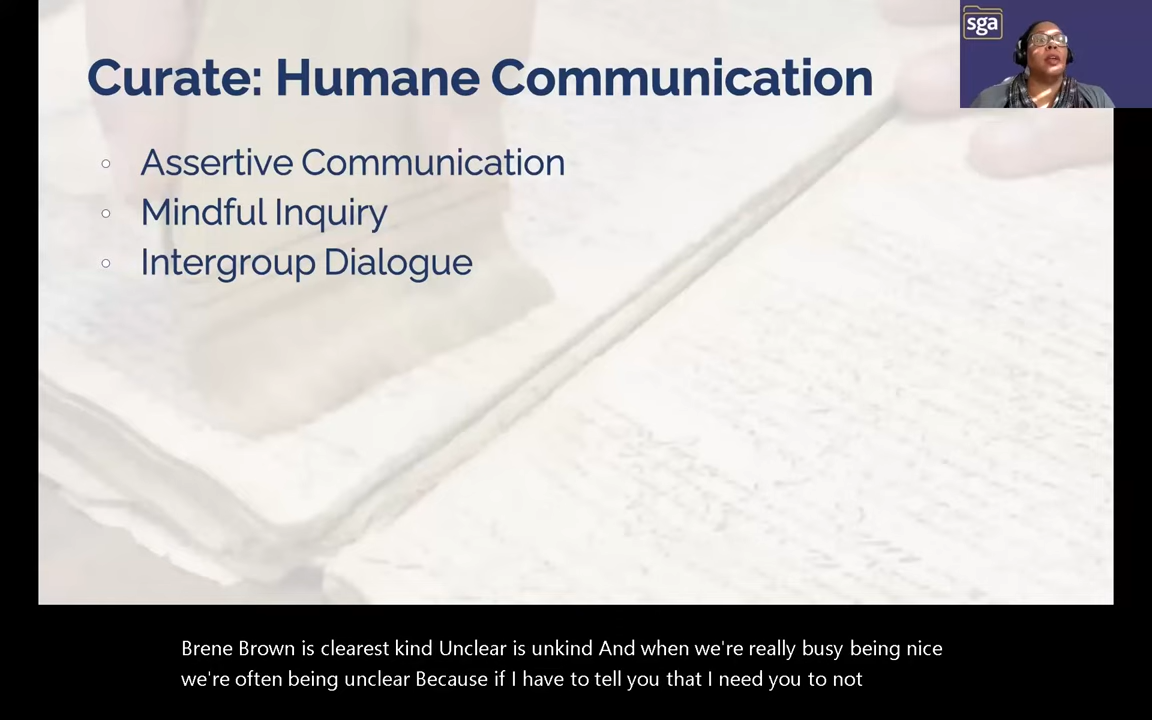 Curate: Humane Communication
sga
Assertive Communication
Mindful Inquiry
Intergroup Dialogue
Brene Brown is clearest kind Unclear is unkind And when we're really busy being nice
we're often being unclear Because if I have to tell you that I need you to not